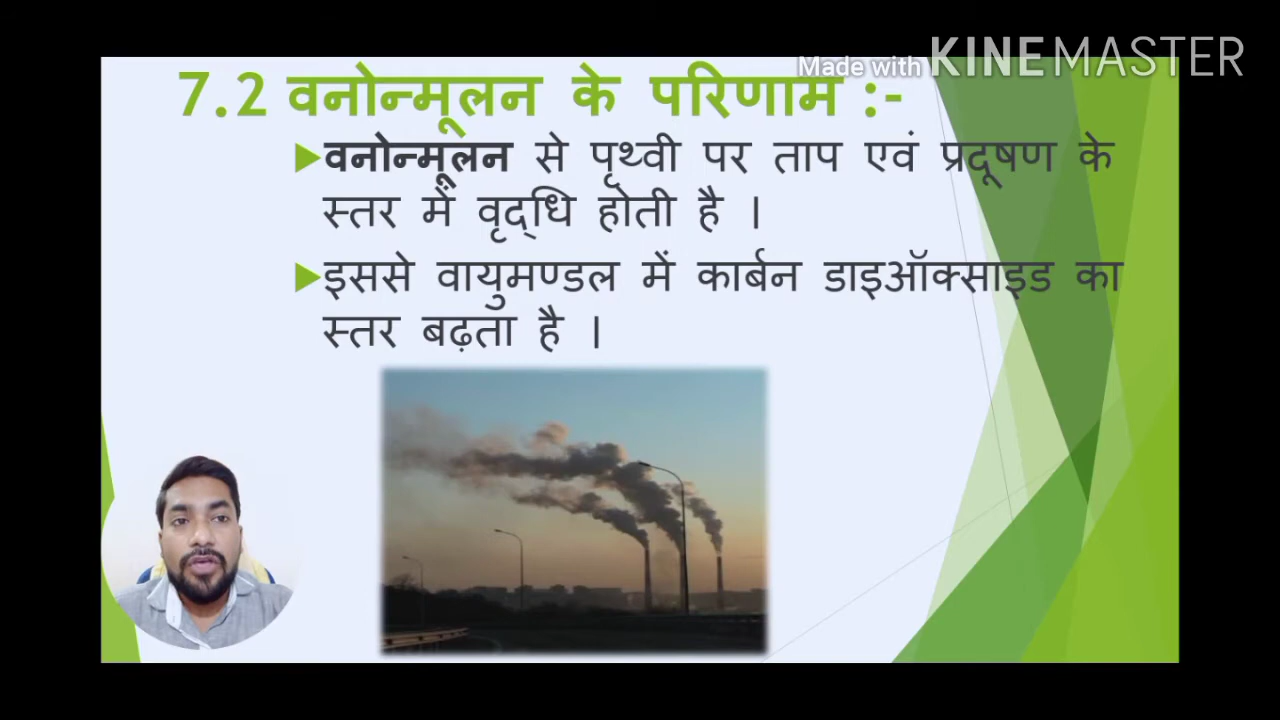 Made with KINEMASTER
7.2 वनोन्मूलन के परिणाम :-
वनोन्मूलन से पृथ्वी पर ताप एवं प्रदूषण के
स्तर में वृद्धि होती है ।
इससे वायुमण्डल में कार्बन डाइऑक्साइड का
स्तर बढ़ता है ।